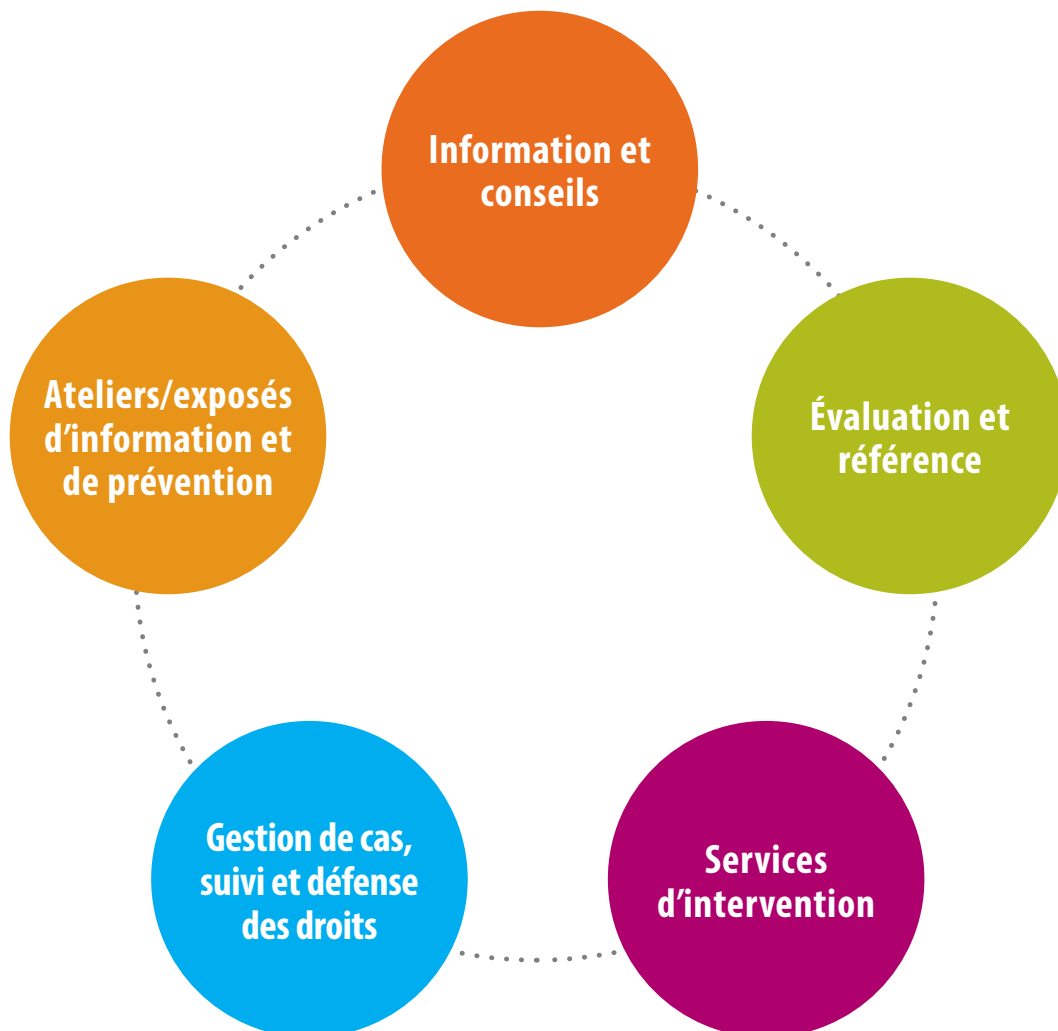 Information et
conseils
Évaluation et
référence
Services
d’intervention
Gestion de cas,
suivi et défense
des droits
Ateliers/exposés
d’information et
de prévention